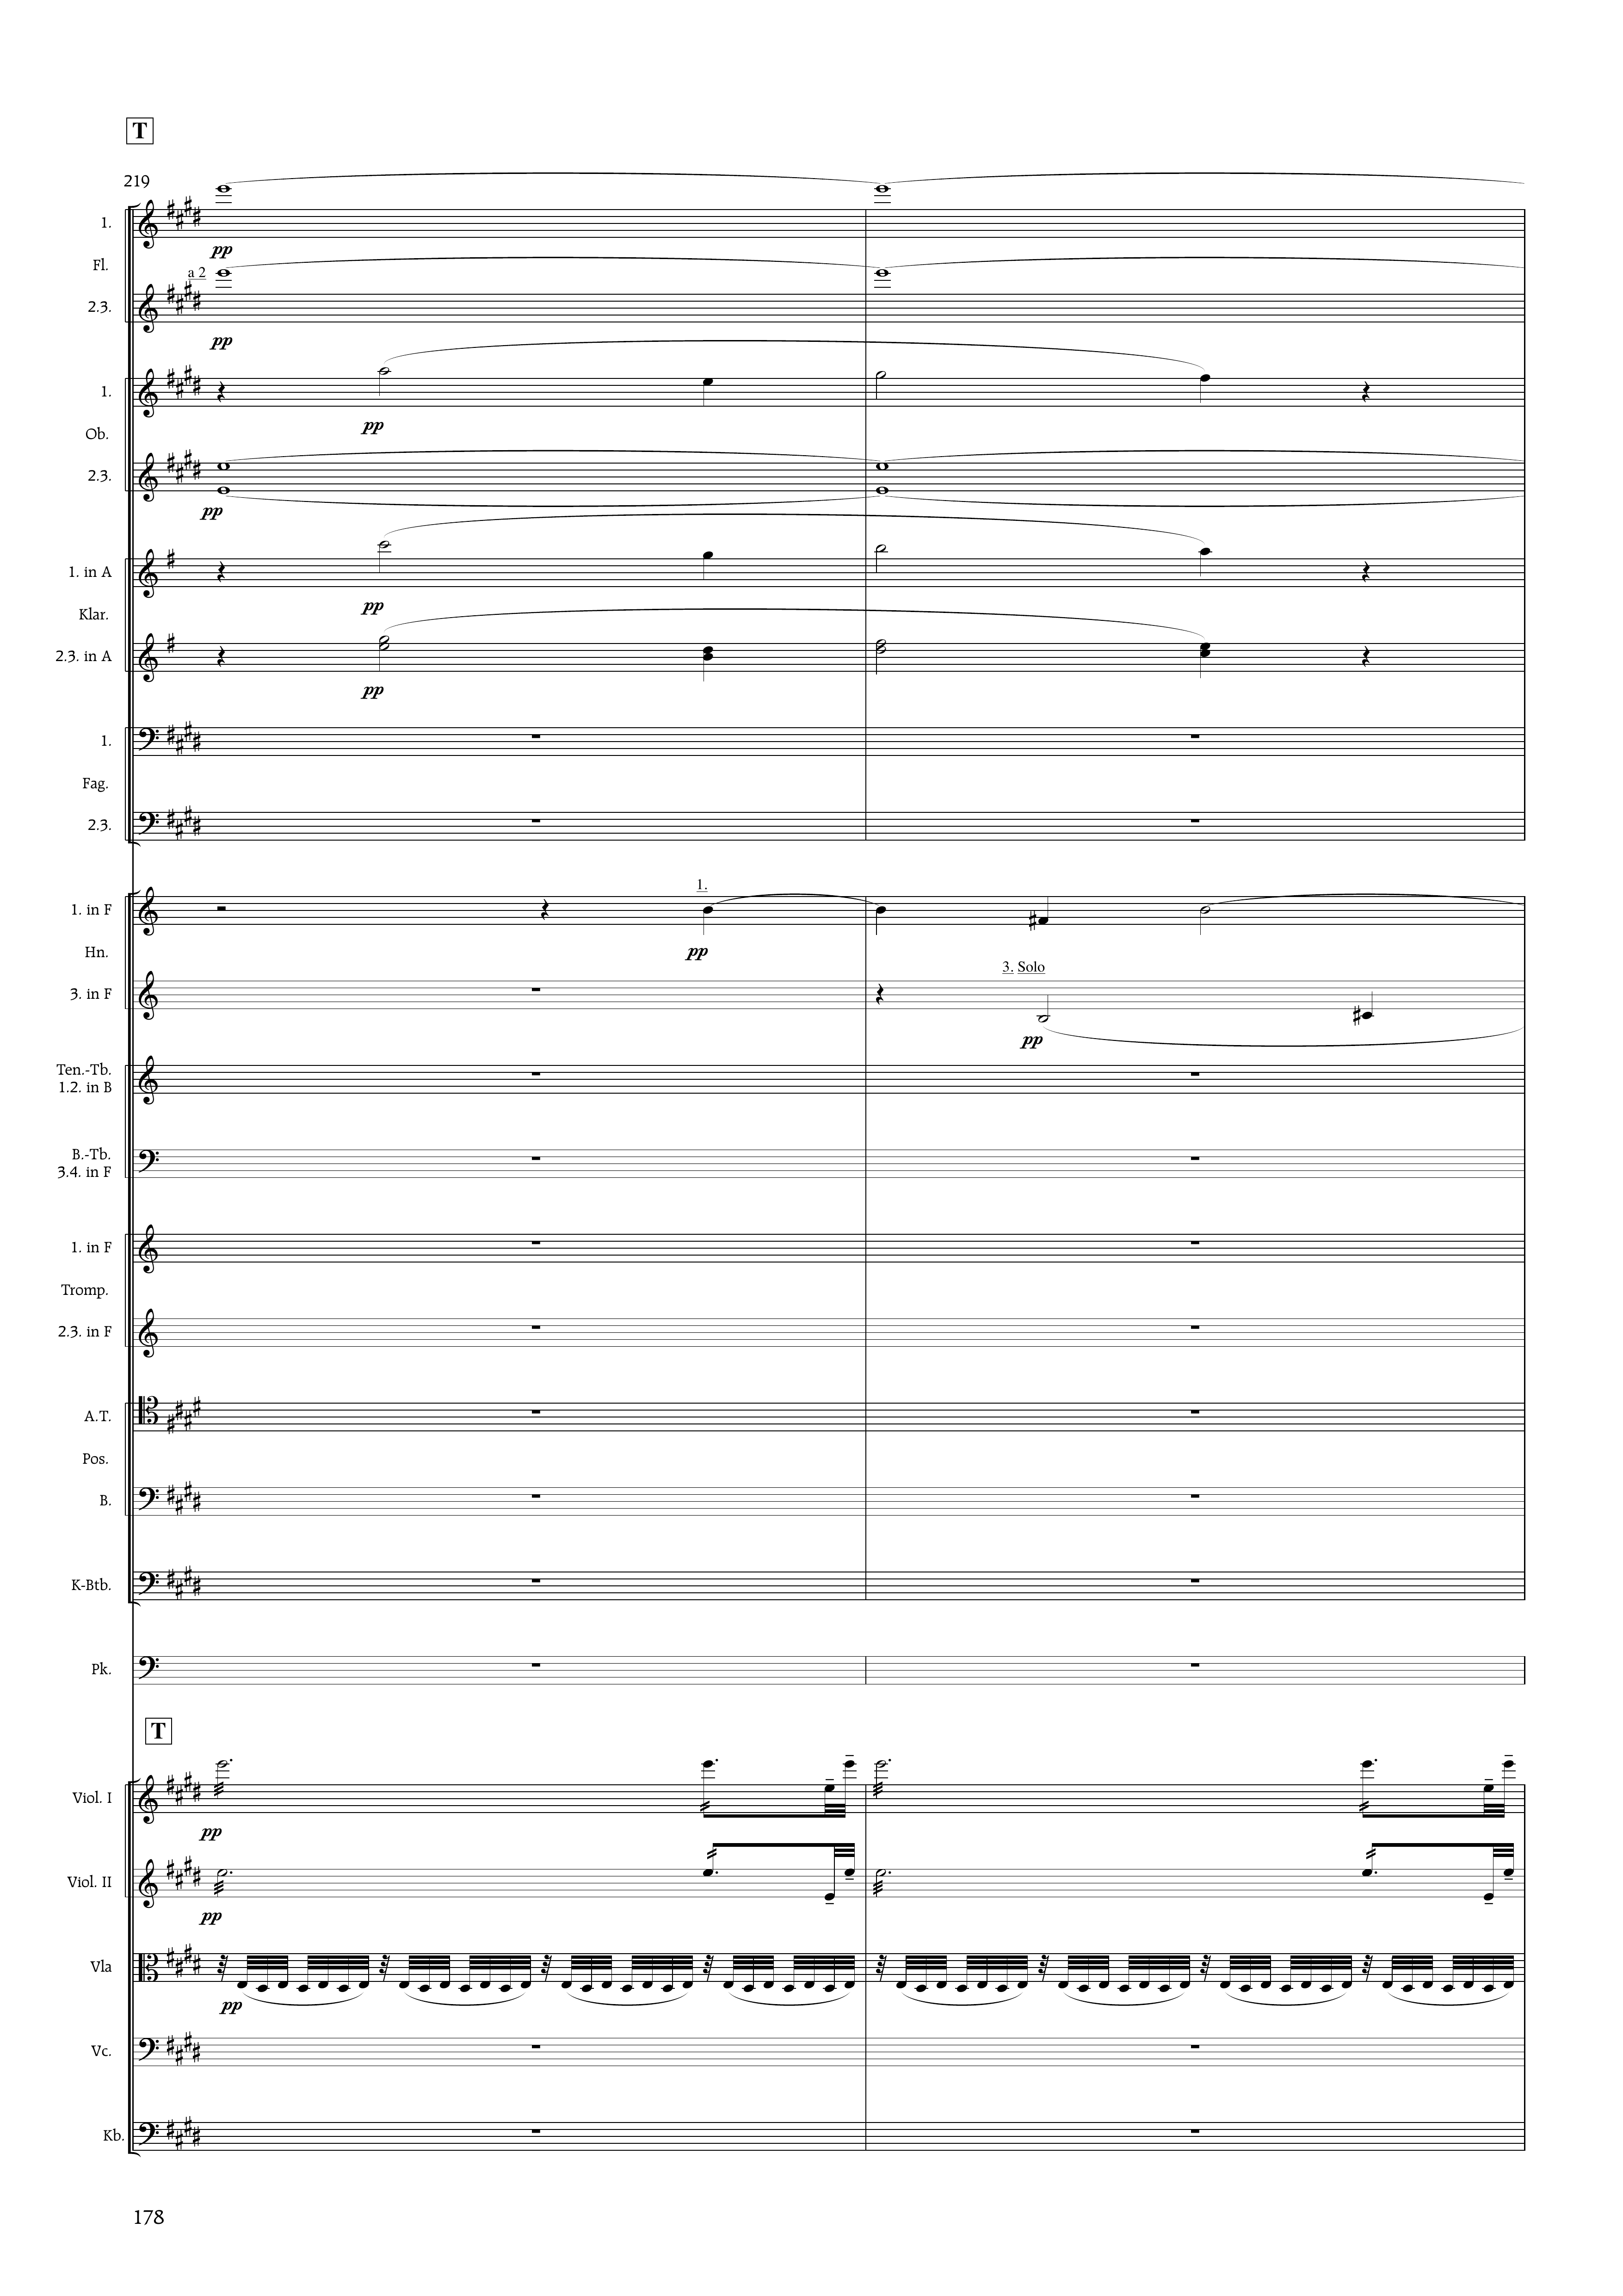 T
219
1.
pp
Fl.
a 2
2.3.
pp
1.
pp
Ob.
2.3.
pp
1. in A
pp
Klar.
2.3. in A
pp
1.
Fag.
2.3.
1.
1. in F
pp
Hn.
3. Solo
3. in F
pp
Ten.-Tb.
1.2. in B
B.-Tb.
3.4. in F
1. in F
Tromp.
2.3. in F
A.T.
Pos.
B.
K-Btb.
Pk.
T
Viol. I
pp
Viol. II
pp
Vla
pp
Vc.
Kb.
178